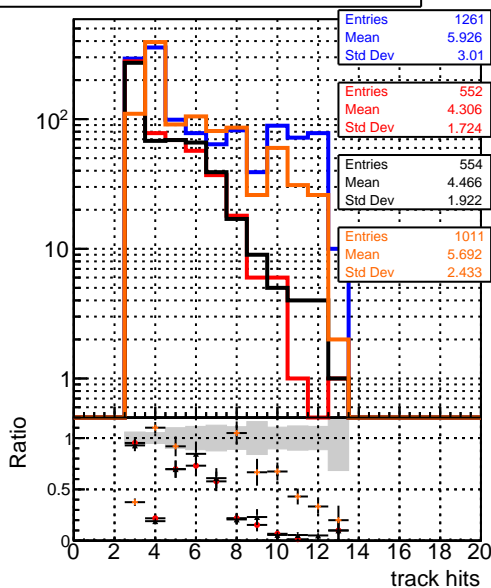 Entries 1261
Mean 5.926
Std Dev 3.01
Entries 552
Mean 4.306
Std Dev 1.724
Entries 554
Mean 4.466
Std Dev 1.922
Entries 1011
Mean 5.692
Std Dev 2.433
10²
10
1
Ratio
1
0.5
0
0 2 4 6 8 10 12 14 16 18 20
track hits